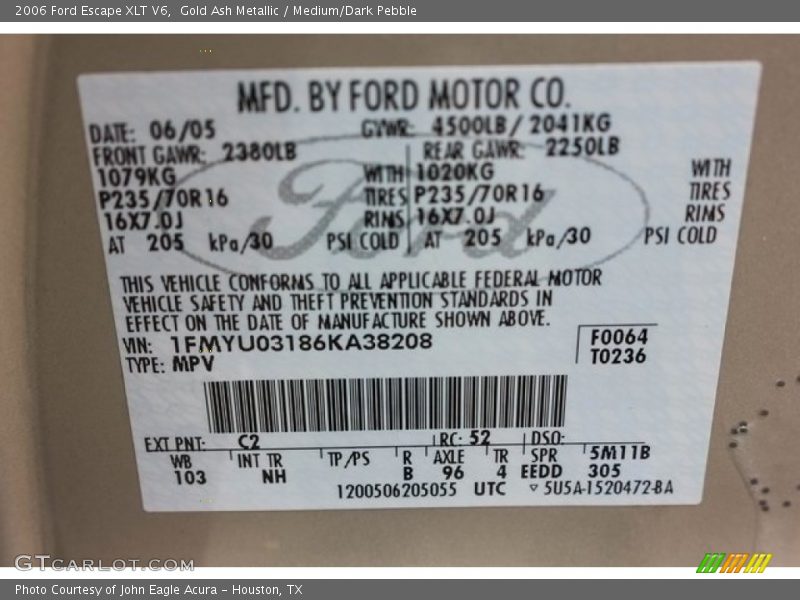 2006 Ford Escape XLT V6,  Gold Ash Metallic / Medium/Dark Pebble
MFD. BY FORD MOTOR CO.
DATE: 06/05 GVWR: 4500LB / 2041KG
FRONT GAWR: 2380LB REAR GAWR: 2250LB
1079KG WITH 1020KG WITH
P235/70R16 TIRES P235/70R16 TIRES
16X7.0J RIMS 16X7.0J RIMS
AT 205 kPa/30 PSI COLD AT 205 kPa/30 PSI COLD
Ford
THIS VEHICLE CONFORMS TO ALL APPLICABLE FEDERAL MOTOR
VEHICLE SAFETY AND THEFT PREVENTION STANDARDS IN
EFFECT ON THE DATE OF MANUFACTURE SHOWN ABOVE.
VIN: 1FMYU03186KA38208 F0064
TYPE: MPV T0236
EXT PNT: C2 RC: 52 DSO:
WB INT TR TP/PS R AXLE TR SPR 5M11B
103 NH B 96 4 EEDD 305
1200506205055 UTC ▽ 5U5A-1520472-BA
GTCARLOT.COM
Photo Courtesy of John Eagle Acura - Houston, TX